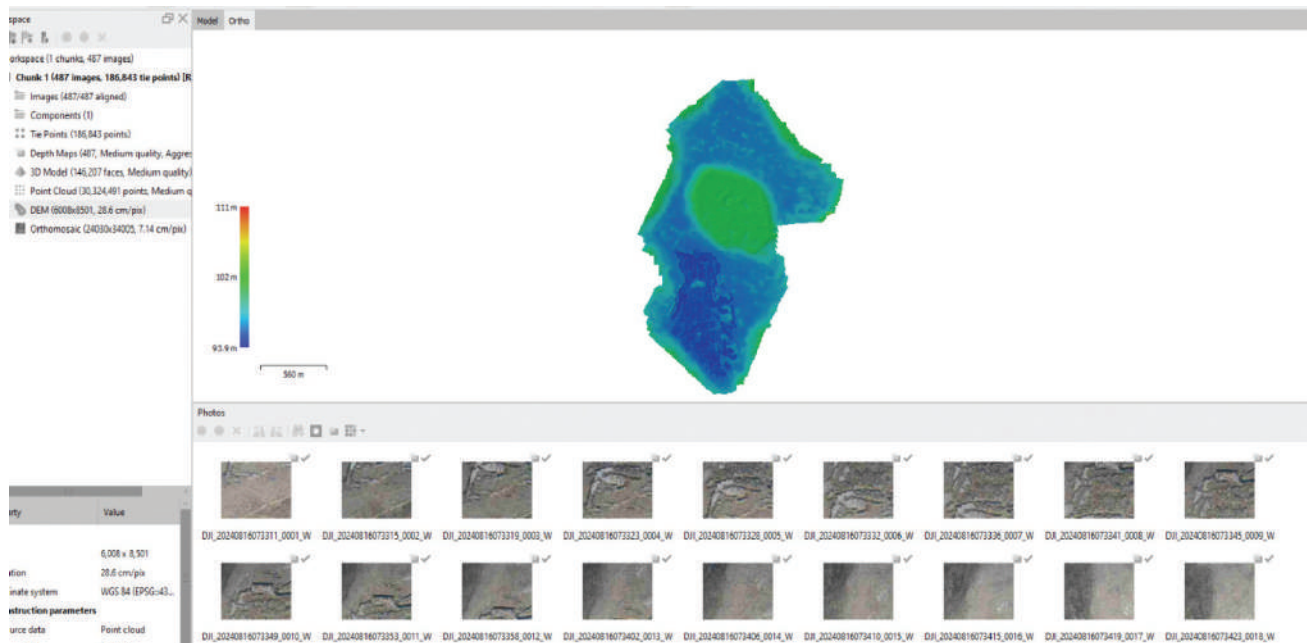 space
Model Ortho
orkspace (1 chunks, 487 images)
Chunk 1 (487 images, 186,843 tie points) [R
Images (487/487 aligned)
Components (1)
Tie Points (186,843 points)
Depth Maps (487, Medium quality, Aggres
3D Model (146,207 faces, Medium quality)
Point Cloud (30,324,491 points, Medium q
DEM (6008x8501, 28.6 cm/pix)
Orthomosaic (24030x34005, 7.14 cm/pix)
111 m
102 m
93.9 m
560 m
Photos
DJI_20240816073311_0001_W DJI_20240816073315_0002_W DJI_20240816073319_0003_W DJI_20240816073323_0004_W DJI_20240816073328_0005_W DJI_20240816073332_0006_W DJI_20240816073336_0007_W DJI_20240816073341_0008_W DJI_20240816073345_0009_W
DJI_20240816073349_0010_W DJI_20240816073353_0011_W DJI_20240816073358_0012_W DJI_20240816073402_0013_W DJI_20240816073406_0014_W DJI_20240816073410_0015_W DJI_20240816073415_0016_W DJI_20240816073419_0017_W DJI_20240816073423_0018_W
erty Value
6,008 x 8,501
ution 28.6 cm/pix
inate system WGS 84 (EPSG::43...
nstruction parameters
urce data Point cloud